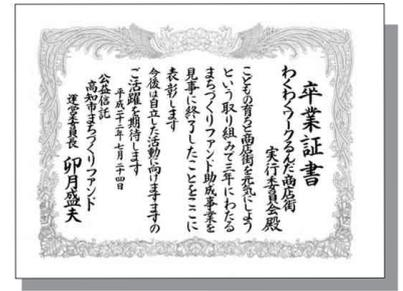 卒業証書
わくわくワークるんだ商店街
実行委員会殿
こどもの育ちと商店街を元気にしよう
という取り組みで三年にわたる
まちづくりファンド助成事業を
見事に終了したことをここに
表彰します
今後は自立した活動に向けますますの
ご活躍を期待します
平成二十二年七月二十四日
公益信託
高知市まちづくりファンド
運営委員長 卯月盛夫